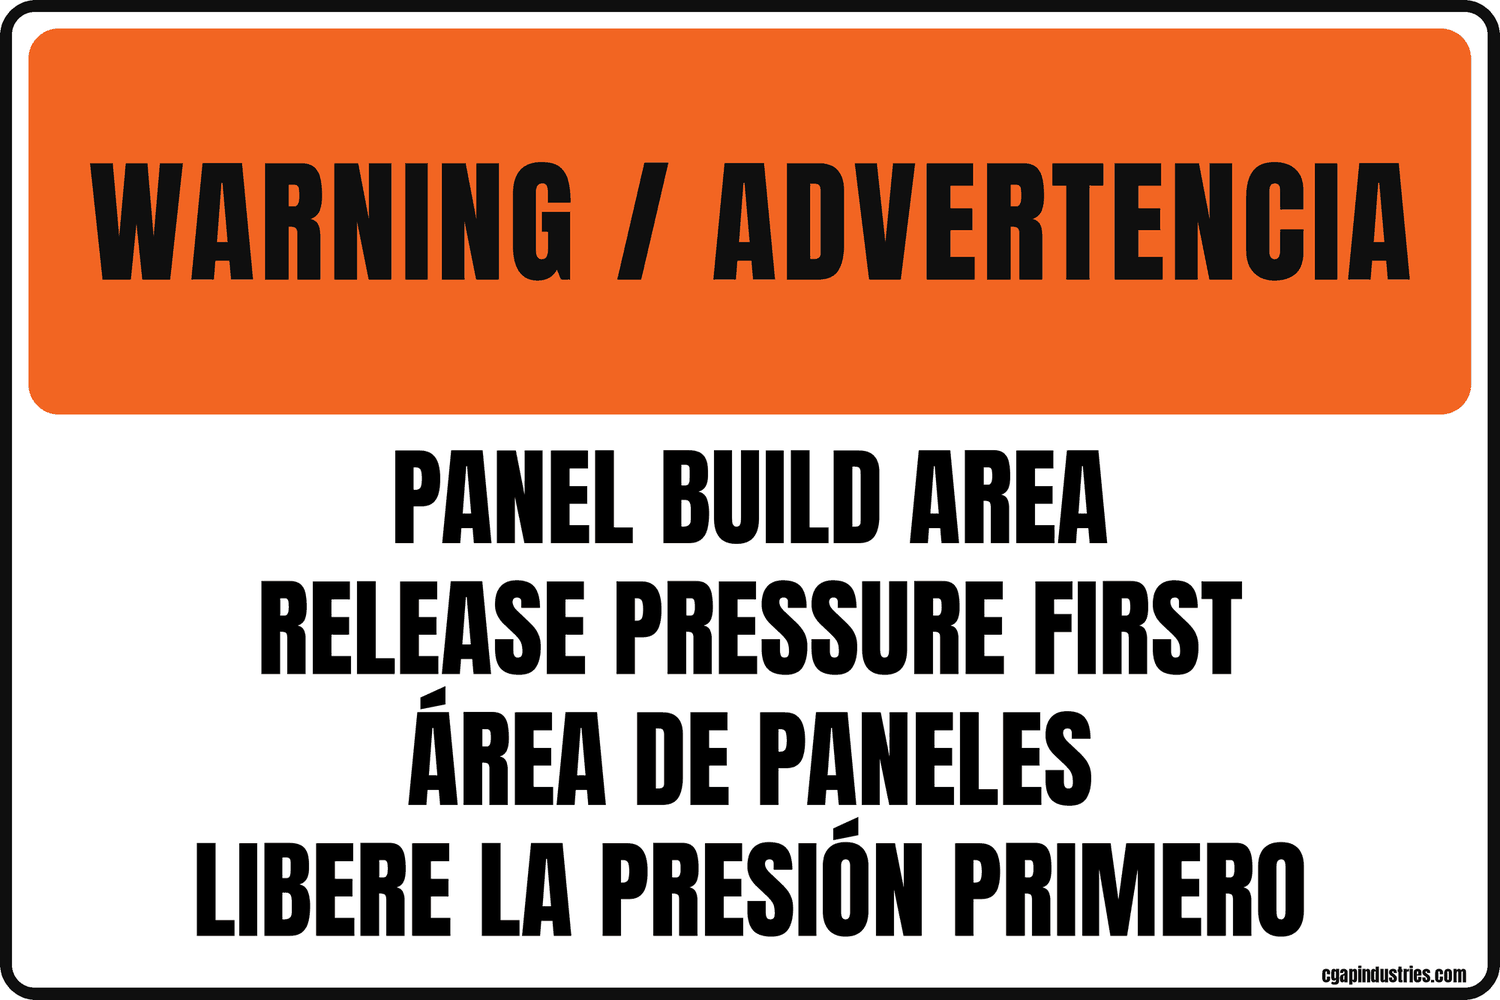 WARNING / ADVERTENCIA
PANEL BUILD AREA
RELEASE PRESSURE FIRST
ÁREA DE PANELES
LIBERE LA PRESIÓN PRIMERO
cgapindustries.com